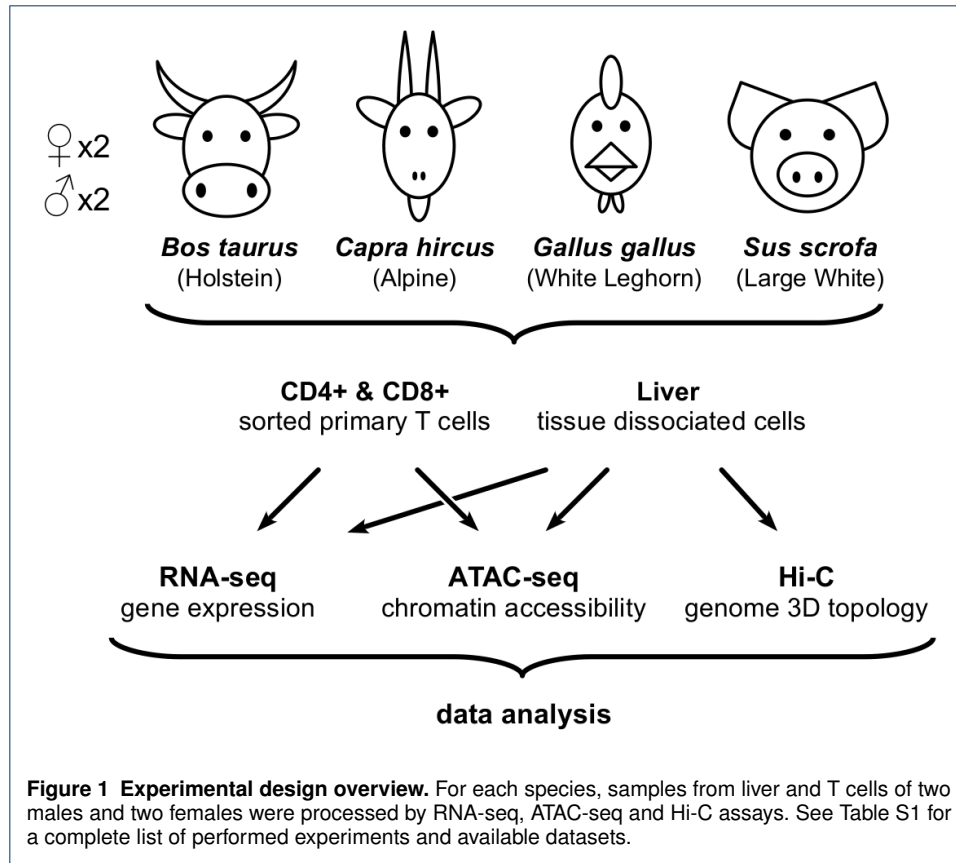 ♀x2
♂x2
Bos taurus Capra hircus Gallus gallus Sus scrofa
(Holstein) (Alpine) (White Leghorn) (Large White)
CD4+ & CD8+ Liver
sorted primary T cells tissue dissociated cells
RNA-seq ATAC-seq Hi-C
gene expression chromatin accessibility genome 3D topology
data analysis
Figure 1 Experimental design overview. For each species, samples from liver and T cells of two
males and two females were processed by RNA-seq, ATAC-seq and Hi-C assays. See Table S1 for
a complete list of performed experiments and available datasets.